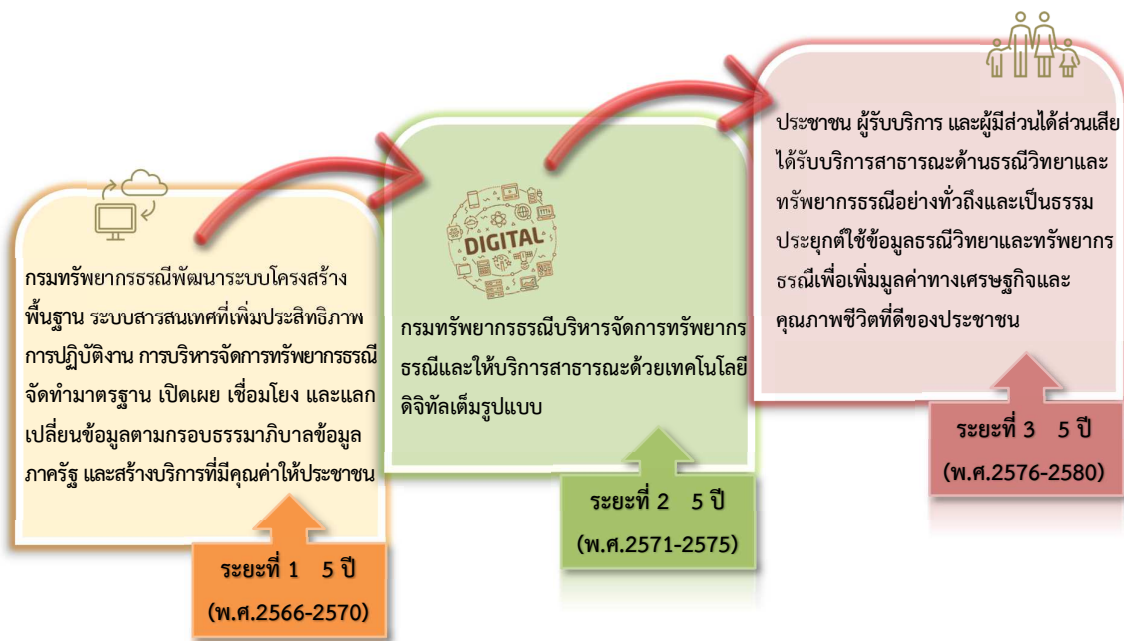 กรมทรัพยากรธรณีพัฒนาระบบโครงสร้าง
พื้นฐาน ระบบสารสนเทศที่เพิ่มประสิทธิภาพ
การปฏิบัติงาน การบริหารจัดการทรัพยากรธรณี
จัดทำมาตรฐาน เปิดเผย เชื่อมโยง และแลก
เปลี่ยนข้อมูลตามกรอบธรรมาภิบาลข้อมูล
ภาครัฐ และสร้างบริการที่มีคุณค่าให้ประชาชน
ระยะที่ 1 5 ปี
(พ.ศ.2566-2570)
DIGITAL
กรมทรัพยากรธรณีบริหารจัดการทรัพยากร
ธรณีและให้บริการสาธารณะด้วยเทคโนโลยี
ดิจิทัลเต็มรูปแบบ
ระยะที่ 2 5 ปี
(พ.ศ.2571-2575)
ประชาชน ผู้รับบริการ และผู้มีส่วนได้ส่วนเสีย
ได้รับบริการสาธารณะด้านธรณีวิทยาและ
ทรัพยากรธรณีอย่างทั่วถึงและเป็นธรรม
ประยุกต์ใช้ข้อมูลธรณีวิทยาและทรัพยากร
ธรณีเพื่อเพิ่มมูลค่าทางเศรษฐกิจและ
คุณภาพชีวิตที่ดีของประชาชน
ระยะที่ 3 5 ปี
(พ.ศ.2576-2580)